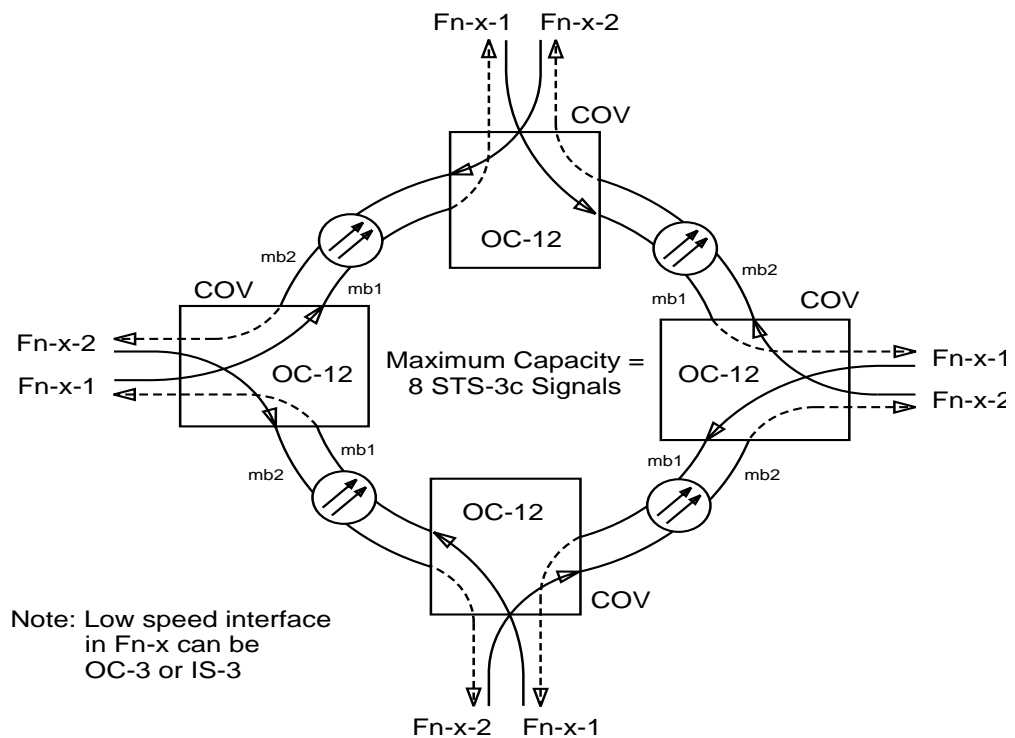 Fn-x-1 Fn-x-2
COV
OC-12
mb2
mb2
COV
mb1
mb1
COV
Fn-x-2
Fn-x-1
OC-12
Maximum Capacity =
8 STS-3c Signals
OC-12
Fn-x-1
Fn-x-2
mb1
mb2
mb1
mb2
OC-12
COV
Note: Low speed interface
in Fn-x can be
OC-3 or IS-3
Fn-x-2 Fn-x-1